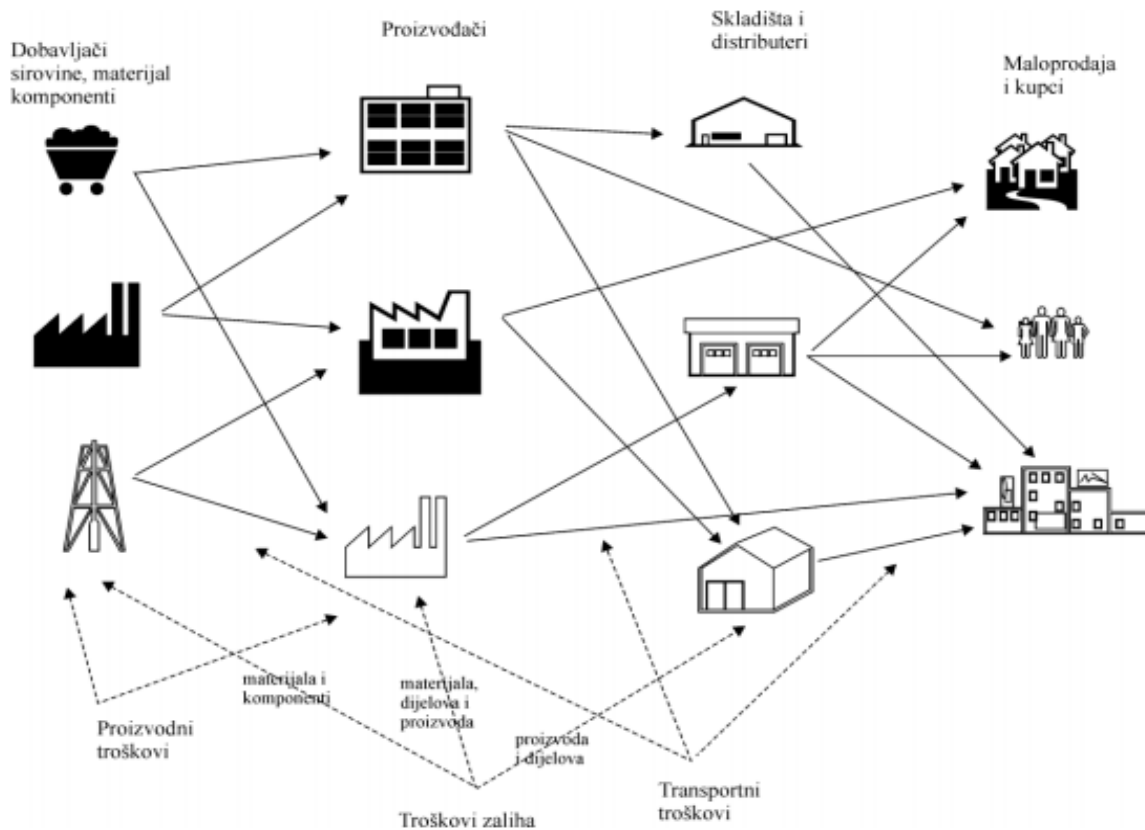 Dobavljači
sirovine, materijal
komponenti
Proizvođači
Skladišta i
distributeri
Maloprodaja
i kupci
materijala i
komponenti
materijala,
dijelova i
proizvoda
proizvoda
i dijelova
Proizvodni
troškovi
Troškovi zaliha
Transportni
troškovi